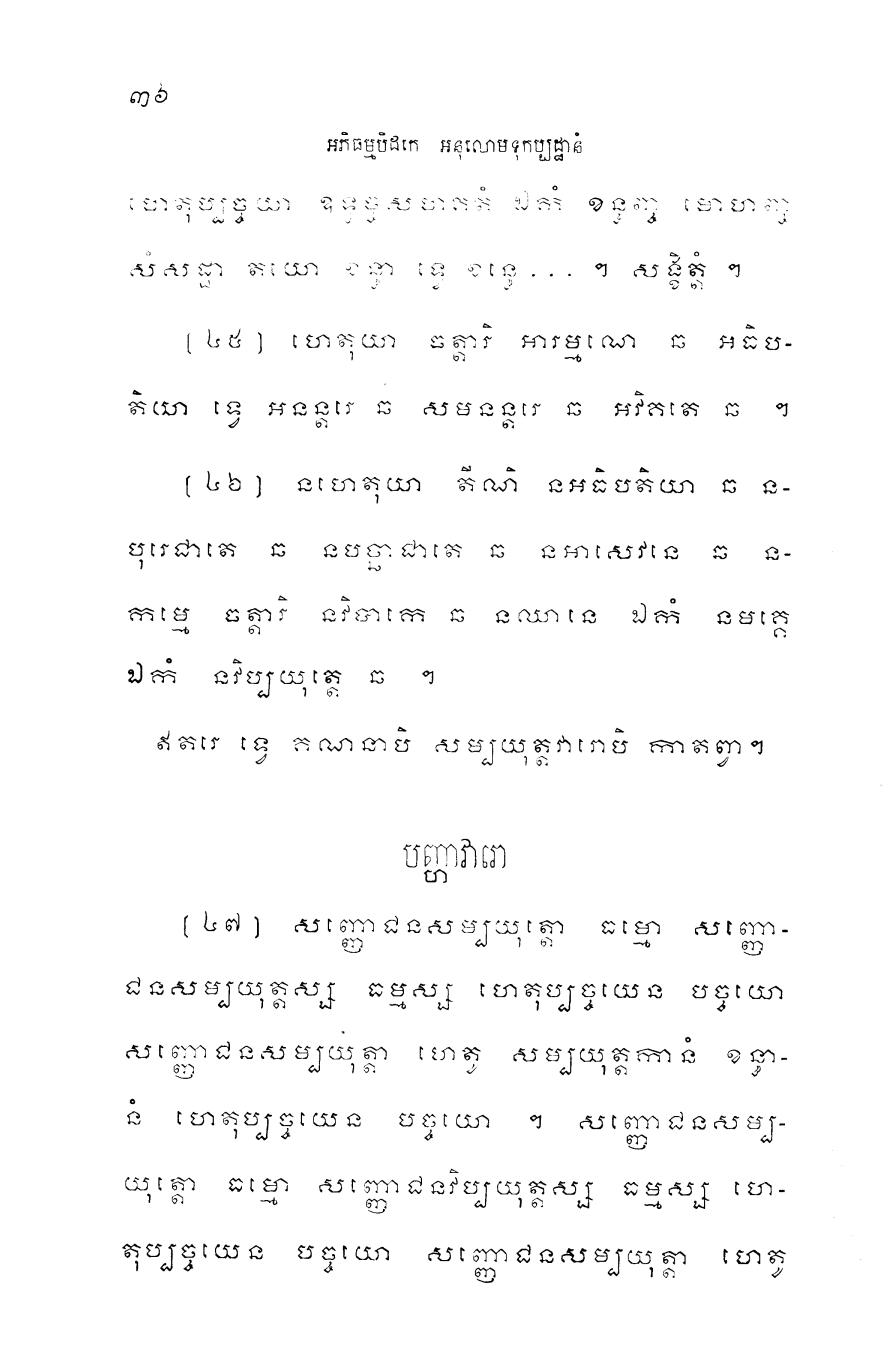 ៣៦
អភិធម្មបិដកេ អនុលោមទុកប្បដ្ឋានំ
ហេតុប្បច្ចយា ឧទ្ធច្ចសហគតំ ឯកំ ខន្ធញ្ច មោហញ្ច
សំសដ្ឋា តយោ ខន្ធា ទ្វេ ខន្ធេ... ។ សង្ខិត្តំ ។
[៤៥] ហេតុយា ចត្តារិ អារម្មណេ ឆ អធិប-
តិយា ទ្វេ អនន្តរេ ឆ សមនន្តរេ ឆ អវិគតេ ឆ ។
[៤៦] នហេតុយា តីណិ នអធិបតិយា ឆ ន-
បុរេជាតេ ឆ នបច្ឆាជាតេ ឆ នអាសេវនេ ឆ ន-
កម្មេ ចត្តារិ នវិបាកេ ឆ នឈានេ ឯកំ នមគ្គេ
ឯកំ នវិប្បយុត្តេ ឆ ។
ឥតរេ ទ្វេ គណនាបិ សម្បយុត្តវារោបិ កាតព្វា។
បញ្ហាវារោ
[៤៧] សញ្ញោជនសម្បយុត្តោ ធម្មោ សញ្ញោ-
ជនសម្បយុត្តស្ស ធម្មស្ស ហេតុប្បច្ចយេន បច្ចយោ
សញ្ញោជនសម្បយុត្តា ហេតូ សម្បយុត្តកានំ ខន្ធា-
នំ ហេតុប្បច្ចយេន បច្ចយោ ។ សញ្ញោជនសម្ប-
យុត្តោ ធម្មោ សញ្ញោជនវិប្បយុត្តស្ស ធម្មស្ស ហេ-
តុប្បច្ចយេន បច្ចយោ សញ្ញោជនសម្បយុត្តា ហេតូ